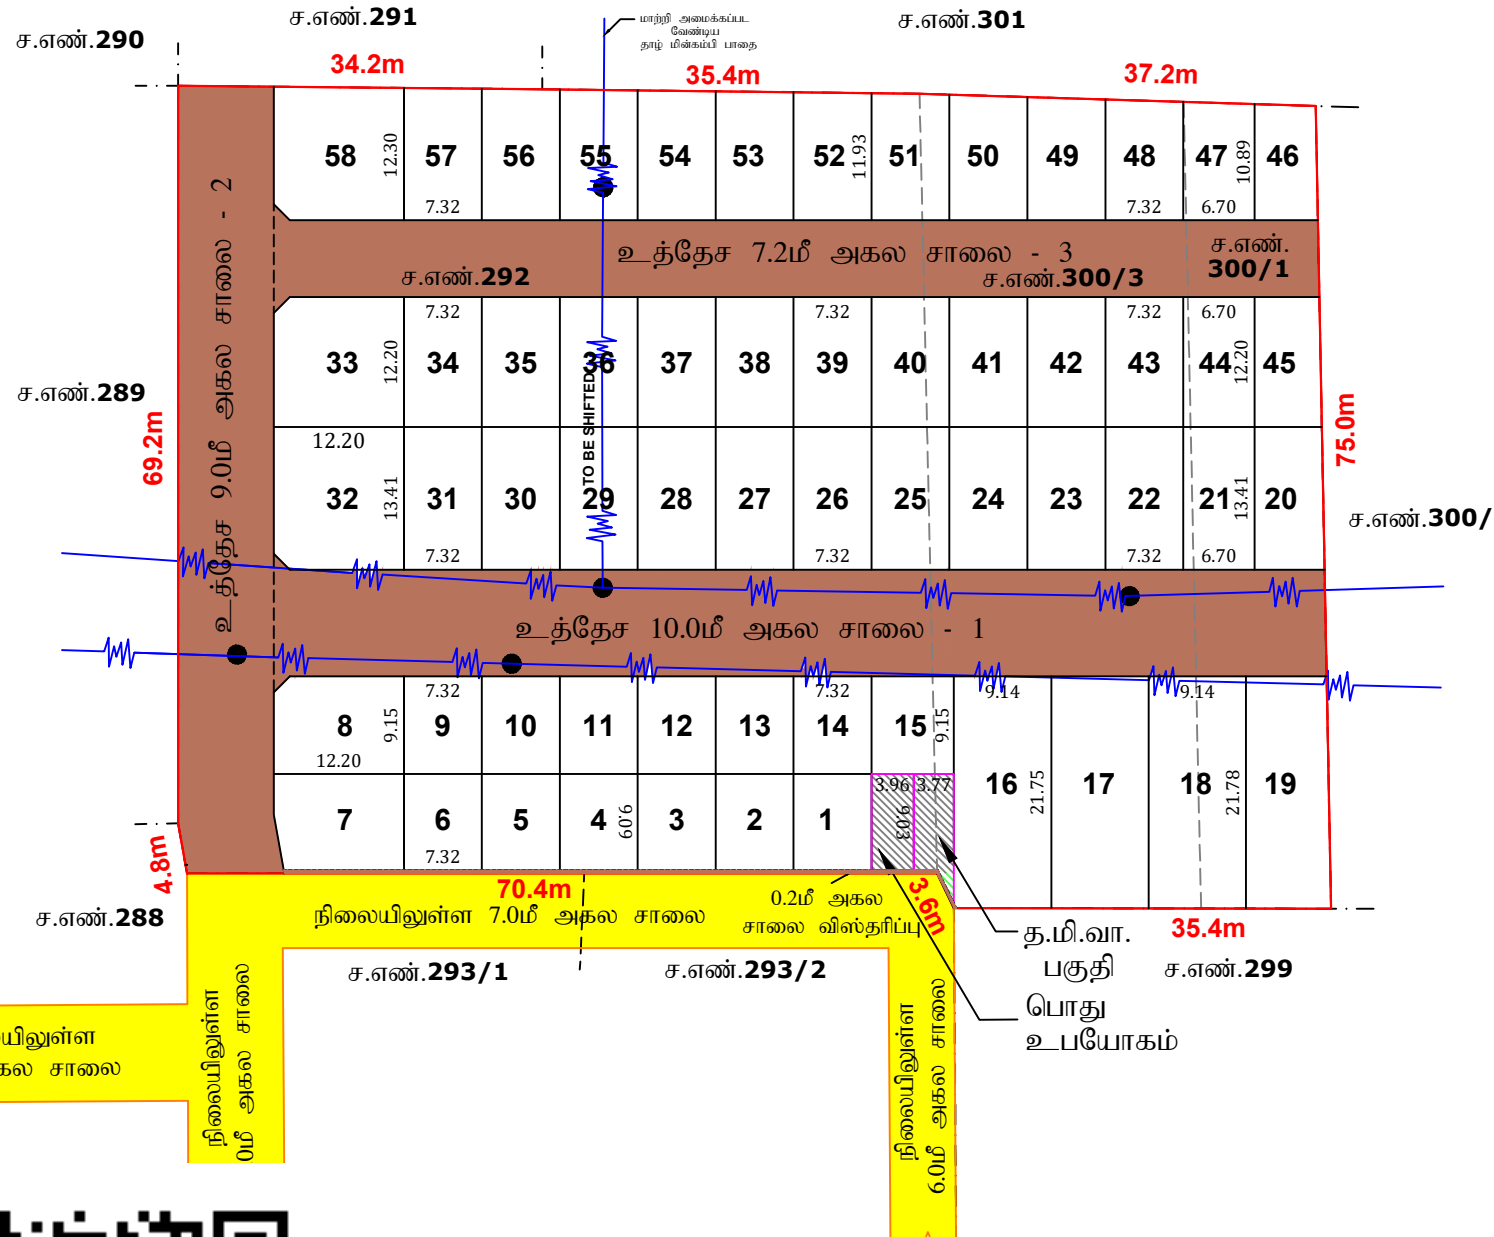 ச.எண்.290
ச.எண்.291
மாற்றி அமைக்கப்பட
வேண்டிய
தாழ் மின்கம்பி பாதை
ச.எண்.301
34.2m
35.4m
37.2m
58
12.30
57
56
55
54
53
52
11.93
51
50
49
48
47
10.89
46
7.32
7.32
6.70
உத்தேச 9.0மீ அகல சாலை - 2
உத்தேச 7.2மீ அகல சாலை - 3
ச.எண்.292
ச.எண்.300/3
ச.எண்.
300/1
7.32
7.32
7.32
6.70
33
12.20
34
35
36
37
38
39
40
41
42
43
44
12.20
45
ச.எண்.289
69.2m
75.0m
TO BE SHIFTED
12.20
32
13.41
31
30
29
28
27
26
25
24
23
22
21
13.41
20
ச.எண்.300/
7.32
7.32
7.32
6.70
உத்தேச 10.0மீ அகல சாலை - 1
7.32
7.32
9.14
9.14
8
9.15
9
10
11
12
13
14
15
9.15
12.20
16
21.75
17
18
21.78
19
3.96
3.77
7
6
5
4
9.09
3
2
1
9.03
7.32
4.8m
70.4m
3.6m
35.4m
0.2மீ அகல
சாலை விஸ்தரிப்பு
நிலையிலுள்ள 7.0மீ அகல சாலை
ச.எண்.288
த.மி.வா.
பகுதி
ச.எண்.293/1
ச.எண்.293/2
ச.எண்.299
பொது
உபயோகம்
யிலுள்ள
கல சாலை
நிலையிலுள்ள
0மீ அகல சாலை
நிலையிலுள்ள
6.0மீ அகல சாலை